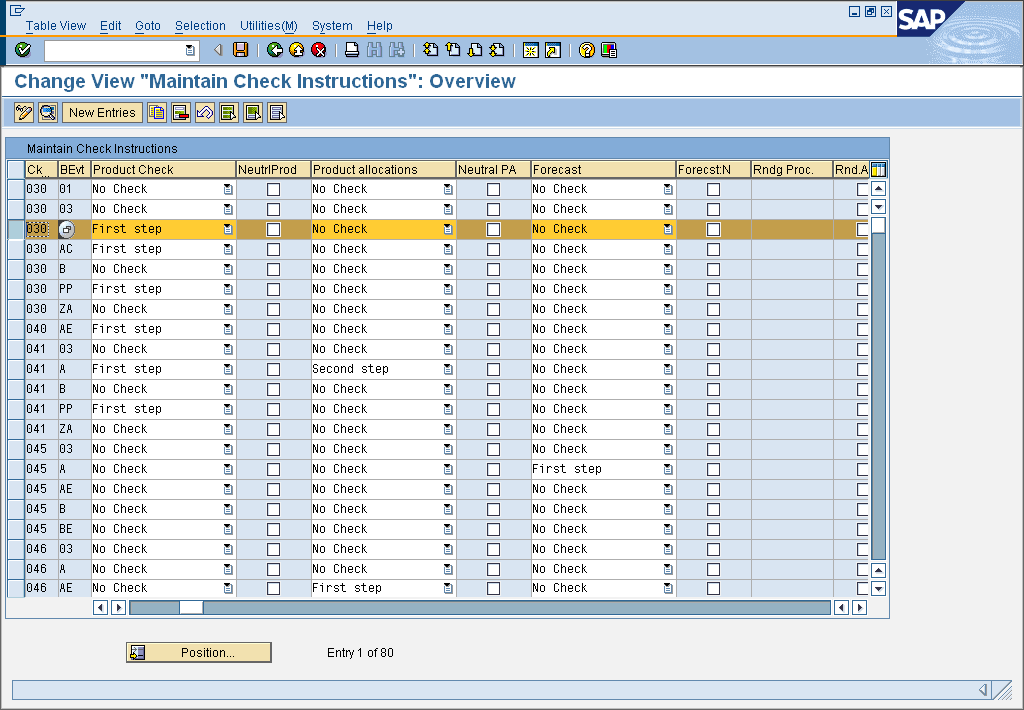 Table View Edit Goto Selection Utilities(M) System Help
SAP
Change View "Maintain Check Instructions": Overview
New Entries
Maintain Check Instructions
Ck... BEvt Product Check NeutrlProd Product allocations Neutral PA Forecast Forecst:N Rndg Proc. Rnd.A
030 01 No Check No Check No Check
030 03 No Check No Check No Check
030 First step No Check No Check
030 AC First step No Check No Check
030 B No Check No Check No Check
030 PP First step No Check No Check
030 ZA No Check No Check No Check
040 AE First step No Check No Check
041 03 No Check No Check No Check
041 A First step Second step No Check
041 B No Check No Check No Check
041 PP First step No Check No Check
041 ZA No Check No Check No Check
045 03 No Check No Check No Check
045 A No Check No Check First step
045 AE No Check No Check No Check
045 B No Check No Check No Check
045 BE No Check No Check No Check
046 03 No Check No Check No Check
046 A No Check No Check No Check
046 AE No Check First step No Check
Position... Entry 1 of 80